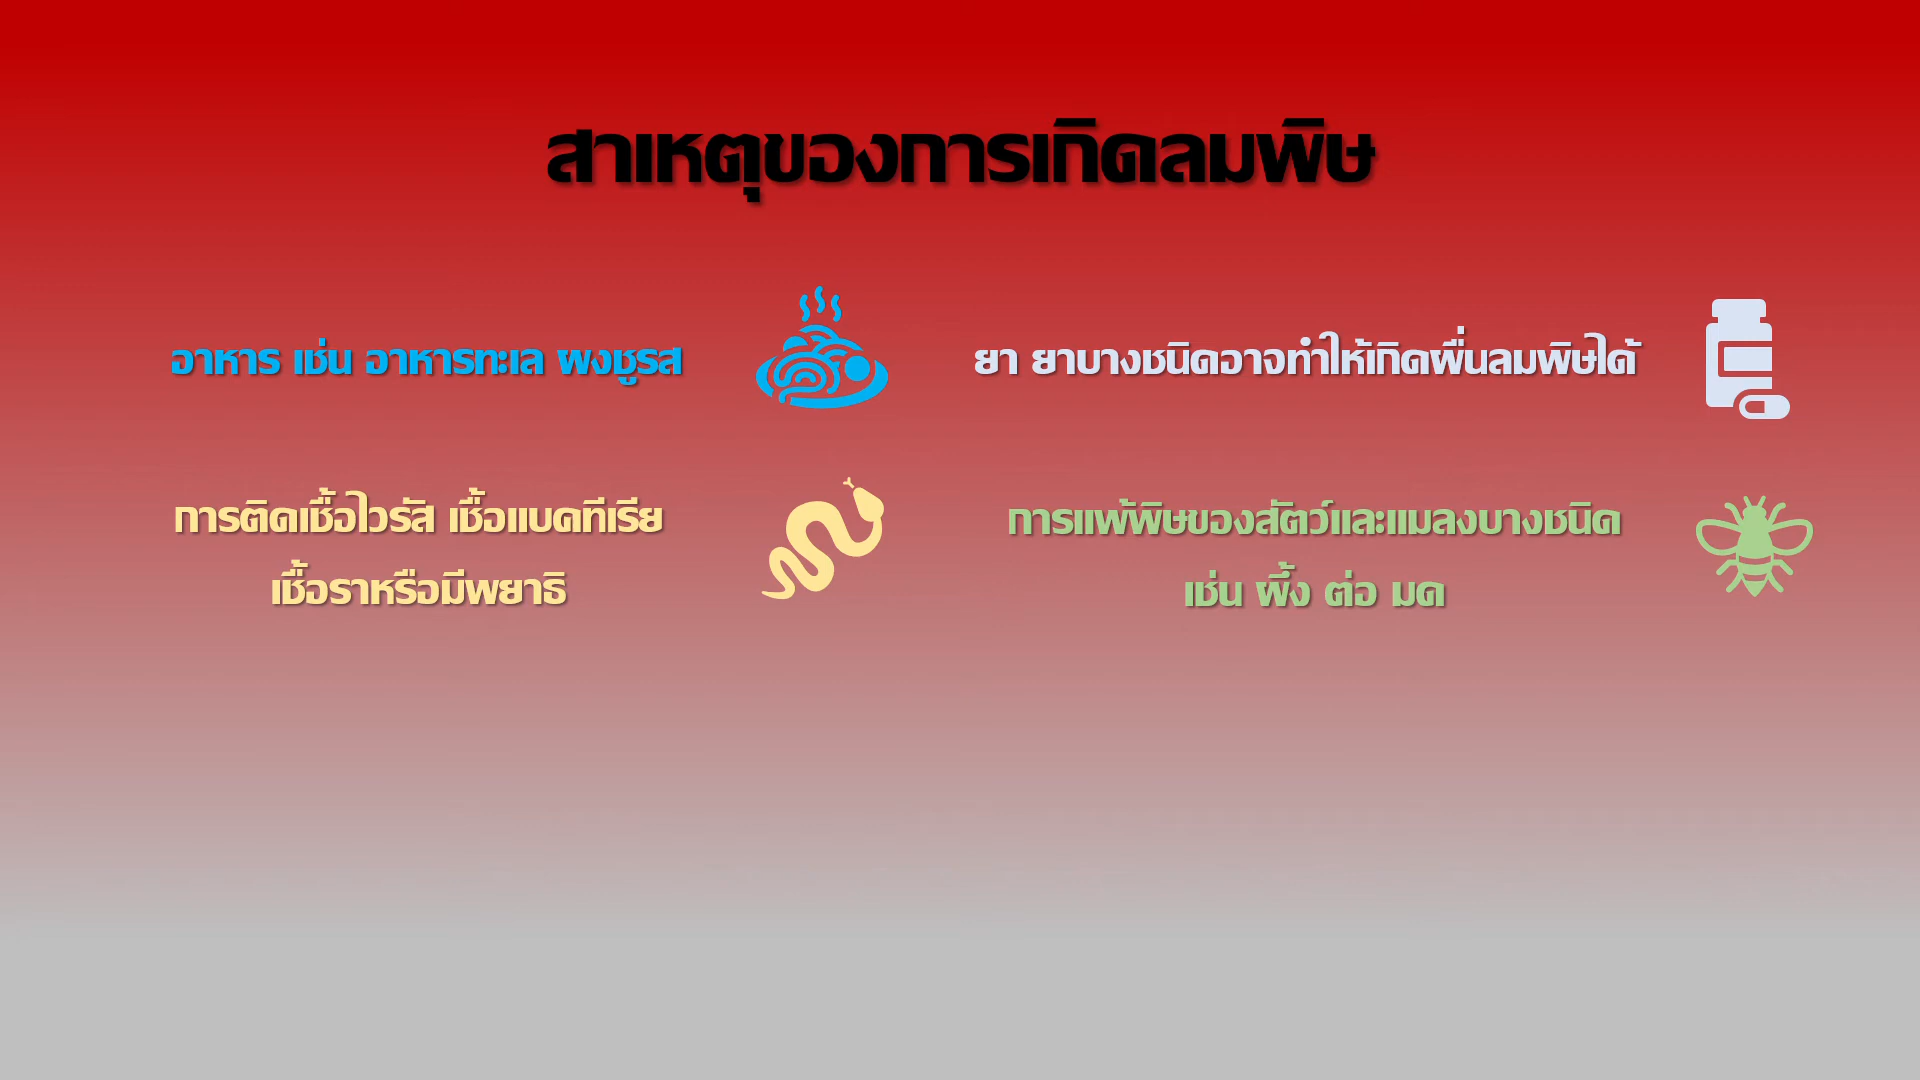 สาเหตุของการเกิดลมพิษ
อาหาร เช่น อาหารทะเล ผงชูรส
ยา ยาบางชนิดอาจทำให้เกิดผื่นลมพิษได้
การติดเชื้อไวรัส เชื้อแบคทีเรีย
เชื้อราหรือมีพยาธิ
การแพ้พิษของสัตว์และแมลงบางชนิด
เช่น ผึ้ง ต่อ มด